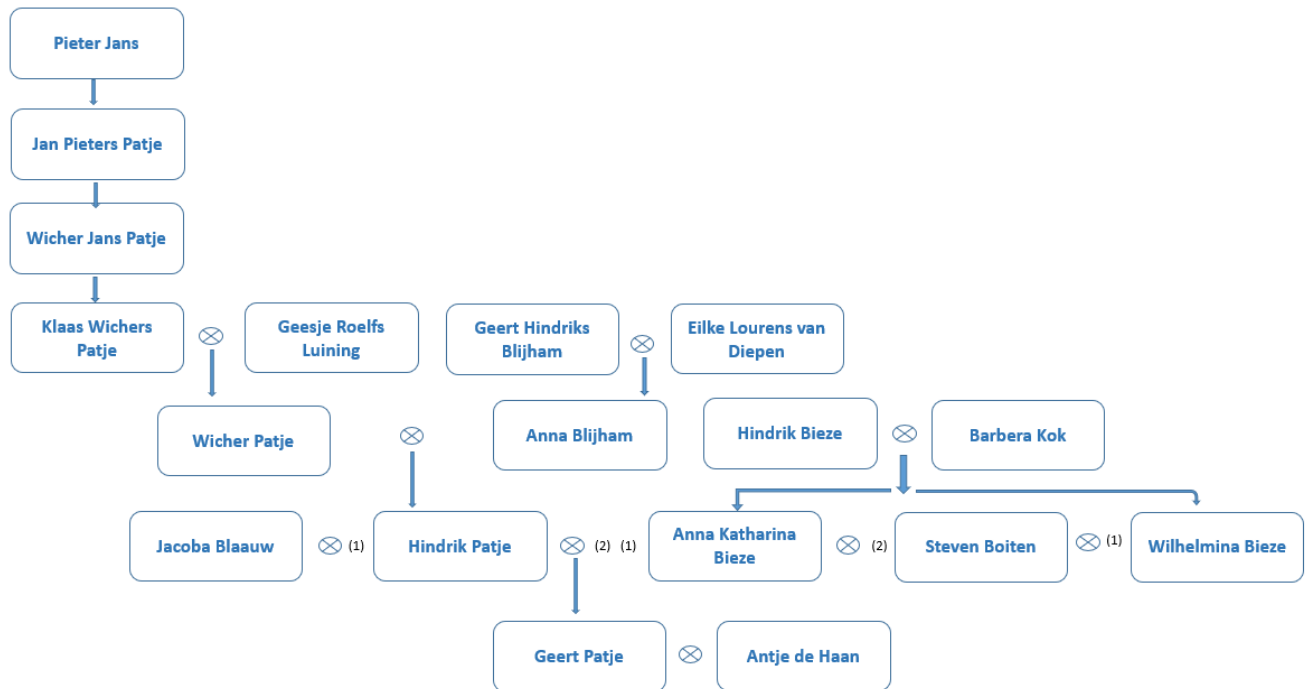 Pieter Jans
Jan Pieters Patje
Wicher Jans Patje
Klaas Wichers
Patje
Geesje Roelfs
Luining
Geert Hindriks
Blijham
Eilke Lourens van
Diepen
Wicher Patje
Anna Blijham
Hindrik Bieze
Barbera Kok
Jacoba Blaauw
(1)
Hindrik Patje
(2) (1)
Anna Katharina
Bieze
(2)
Steven Boiten
(1)
Wilhelmina Bieze
Geert Patje
Antje de Haan